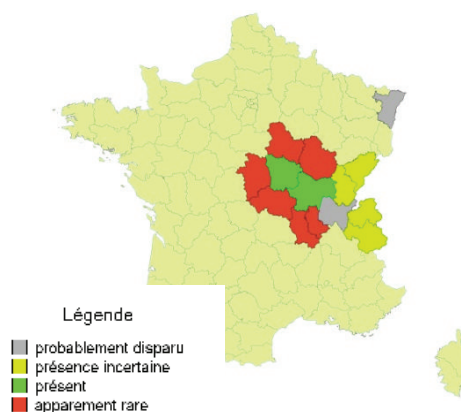 Légende
probablement disparu
présence incertaine
présent
apparement rare